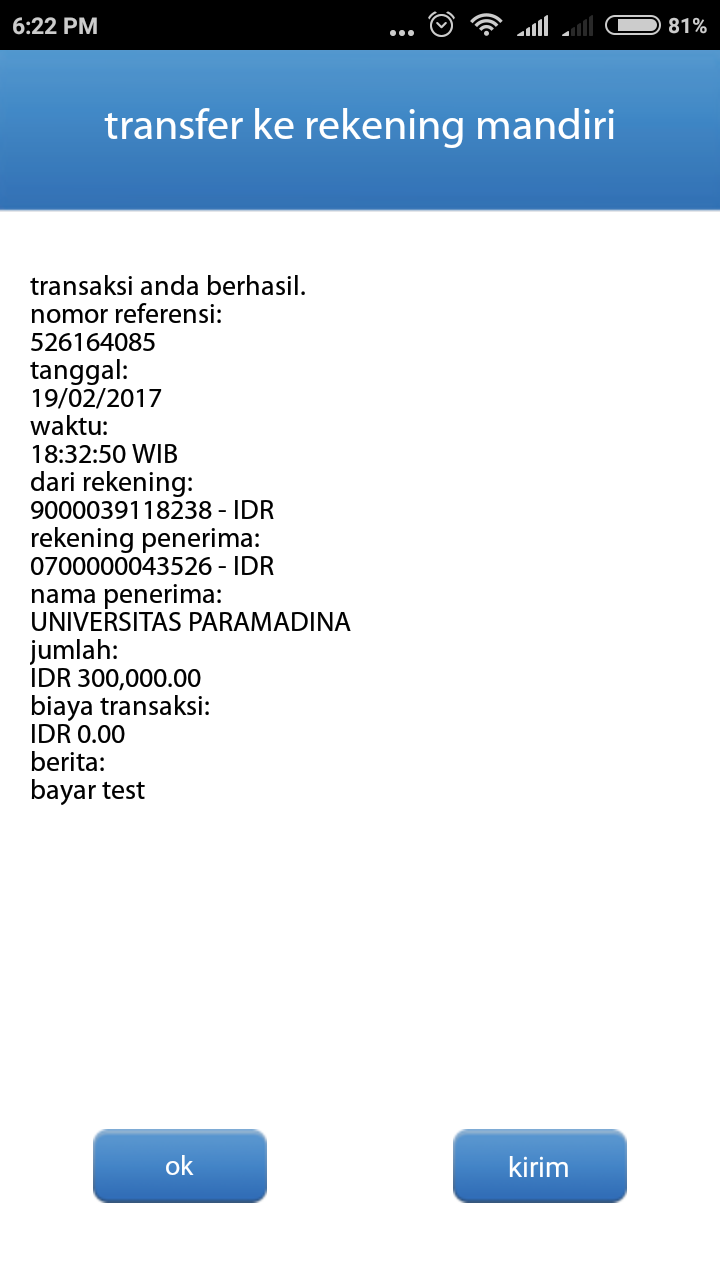 6:22 PM
81%
transfer ke rekening mandiri
transaksi anda berhasil.
nomor referensi:
526164085
tanggal:
19/02/2017
waktu:
18:32:50 WIB
dari rekening:
9000039118238 - IDR
rekening penerima:
0700000043526 - IDR
nama penerima:
UNIVERSITAS PARAMADINA
jumlah:
IDR 300,000.00
biaya transaksi:
IDR 0.00
berita:
bayar test
ok
kirim